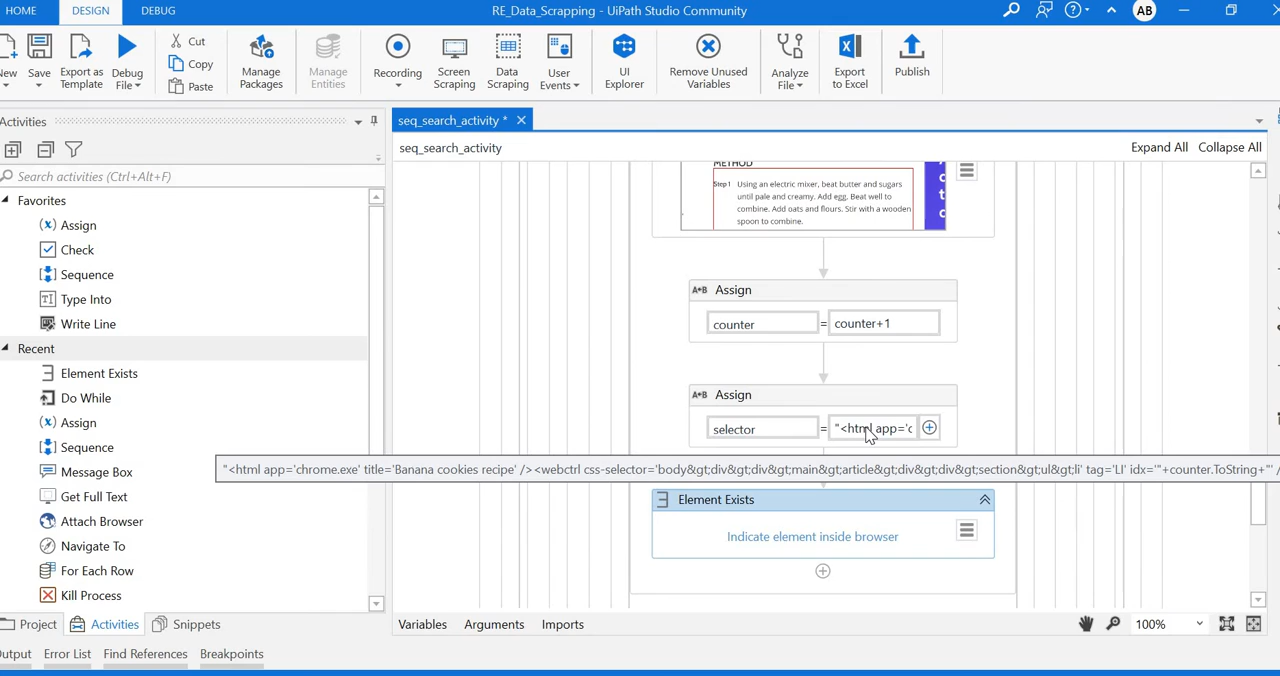 HOME DESIGN DEBUG RE_Data_Scrapping - UiPath Studio Community AB
Save Export as Template Debug File Cut Copy Paste Manage Packages Manage Entities Recording Screen Scraping Data Scraping User Events UI Explorer Remove Unused Variables Analyze File Export to Excel Publish
Activities
seq_search_activity *
seq_search_activity Expand All Collapse All
Search activities (Ctrl+Alt+F)
Favorites
Assign
Check
Sequence
Type Into
Write Line
Recent
Element Exists
Do While
Assign
Sequence
Message Box
Get Full Text
Attach Browser
Navigate To
For Each Row
Kill Process
METHOD
Step 1 Using an electric mixer, beat butter and sugars
until pale and creamy. Add egg. Beat well to
combine. Add oats and flours. Stir with a wooden
spoon to combine.
A*B Assign
counter = counter+1
A*B Assign
selector = "<html app='c
"<html app='chrome.exe' title='Banana cookies recipe' /><webctrl css-selector='body&gt;div&gt;div&gt;main&gt;article&gt;div&gt;div&gt;section&gt;ul&gt;li' tag='LI' idx='"+counter.ToString+"' /
Element Exists
Indicate element inside browser
Project Activities Snippets
Variables Arguments Imports 100%
Error List Find References Breakpoints